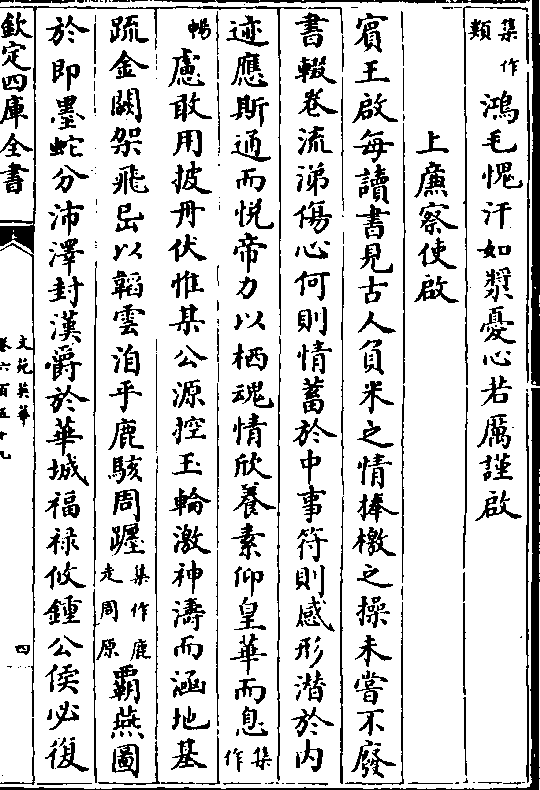 集作類鴻毛愧汗如漿憂心若厲謹啟
上廉察使啟
賓王啟每讀書見古人負米之情捧檄之操未嘗不廢
書輟卷流涕傷心何則情蓄於中事符則感形潛於內
迹應斯通而悦帝力以栖魂情欣養素仰皇華而息集作
暢慮敢用披丹伏惟某公源控玉輪激神濤而涵地基
疏金闕架飛岊以韜雲洎乎鹿駭周躔集作鹿走周原覇燕圖
於即墨蛇分沛澤封漢爵於華城福禄攸鍾公侯必復
欽定四庫全書
文苑英華
卷六百五十九
四